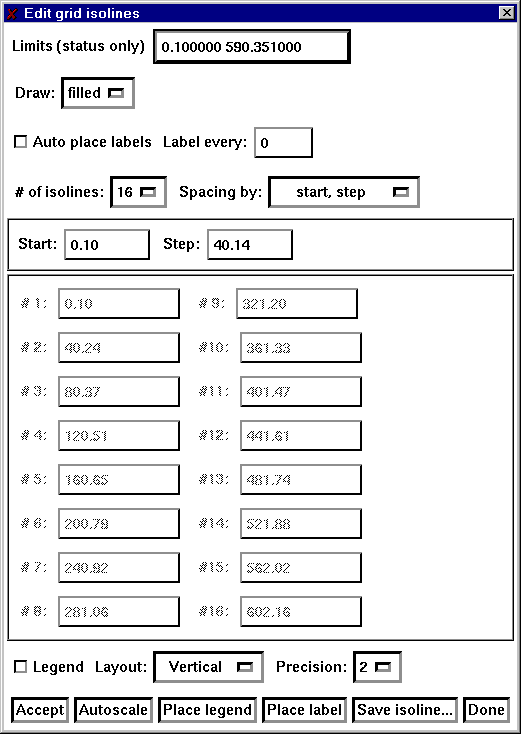 Edit grid isolines
Limits (status only) 0.100000 590.351000
Draw: filled
Auto place labels Label every: 0
# of isolines: 16 Spacing by: start, step
Start: 0.10 Step: 40.14
# 1: 0.10 # 9: 321.20
# 2: 40.24 #10: 361.33
# 3: 80.37 #11: 401.47
# 4: 120.51 #12: 441.61
# 5: 160.65 #13: 481.74
# 6: 200.79 #14: 521.88
# 7: 240.92 #15: 562.02
# 8: 281.06 #16: 602.16
Legend Layout: Vertical Precision: 2
Accept Autoscale Place legend Place label Save isoline... Done